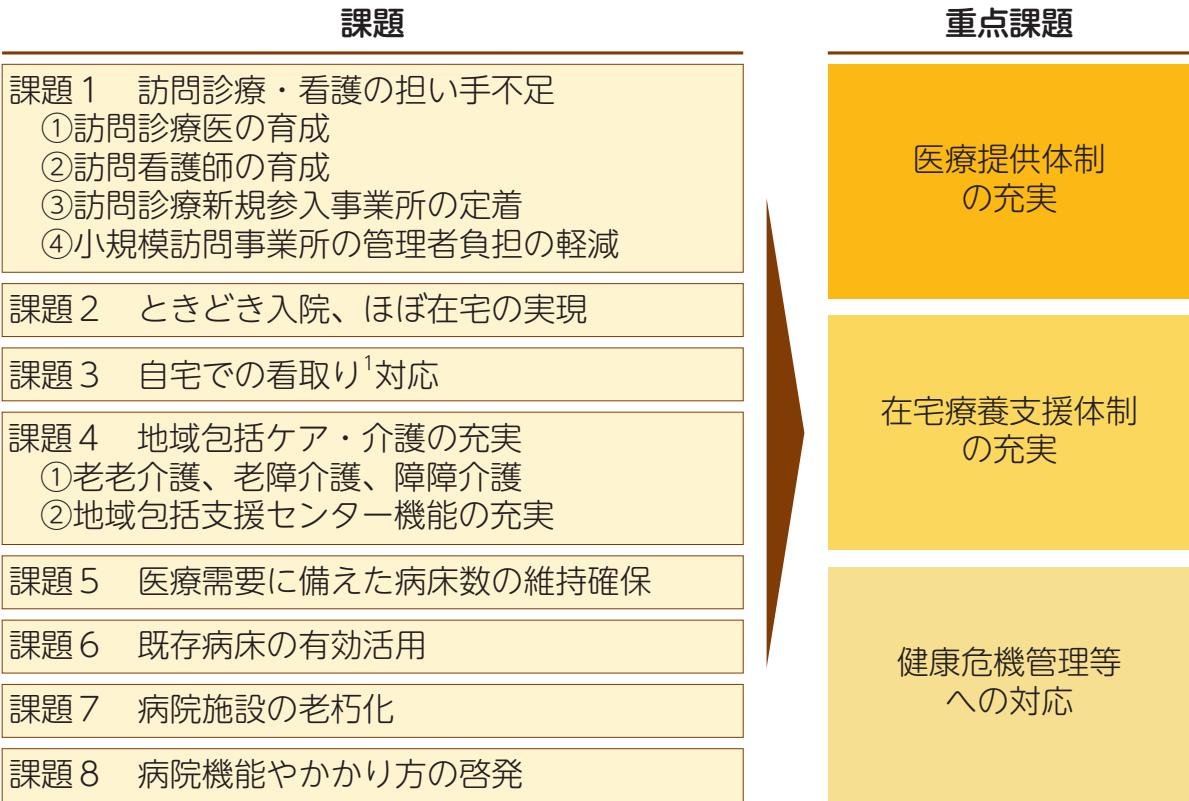 課題
課題１　訪問診療・看護の担い手不足
①訪問診療医の育成
②訪問看護師の育成
③訪問診療新規参入事業所の定着
④小規模訪問事業所の管理者負担の軽減
課題２　ときどき入院、ほぼ在宅の実現
課題３　自宅での看取り¹対応
課題４　地域包括ケア・介護の充実
①老老介護、老障介護、障障介護
②地域包括支援センター機能の充実
課題５　医療需要に備えた病床数の維持確保
課題６　既存病床の有効活用
課題７　病院施設の老朽化
課題８　病院機能やかかり方の啓発
重点課題
医療提供体制
の充実
在宅療養支援体制
の充実
健康危機管理等
への対応